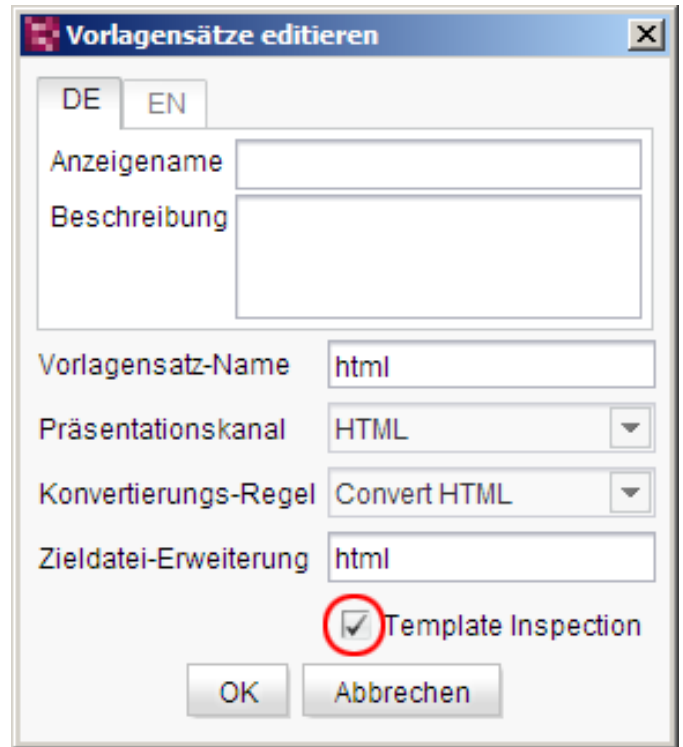 Vorlagensätze editieren
DE EN
Anzeigename
Beschreibung
Vorlagensatz-Name html
Präsentationskanal HTML
Konvertierungs-Regel Convert HTML
Zieldatei-Erweiterung html
Template Inspection
OK Abbrechen